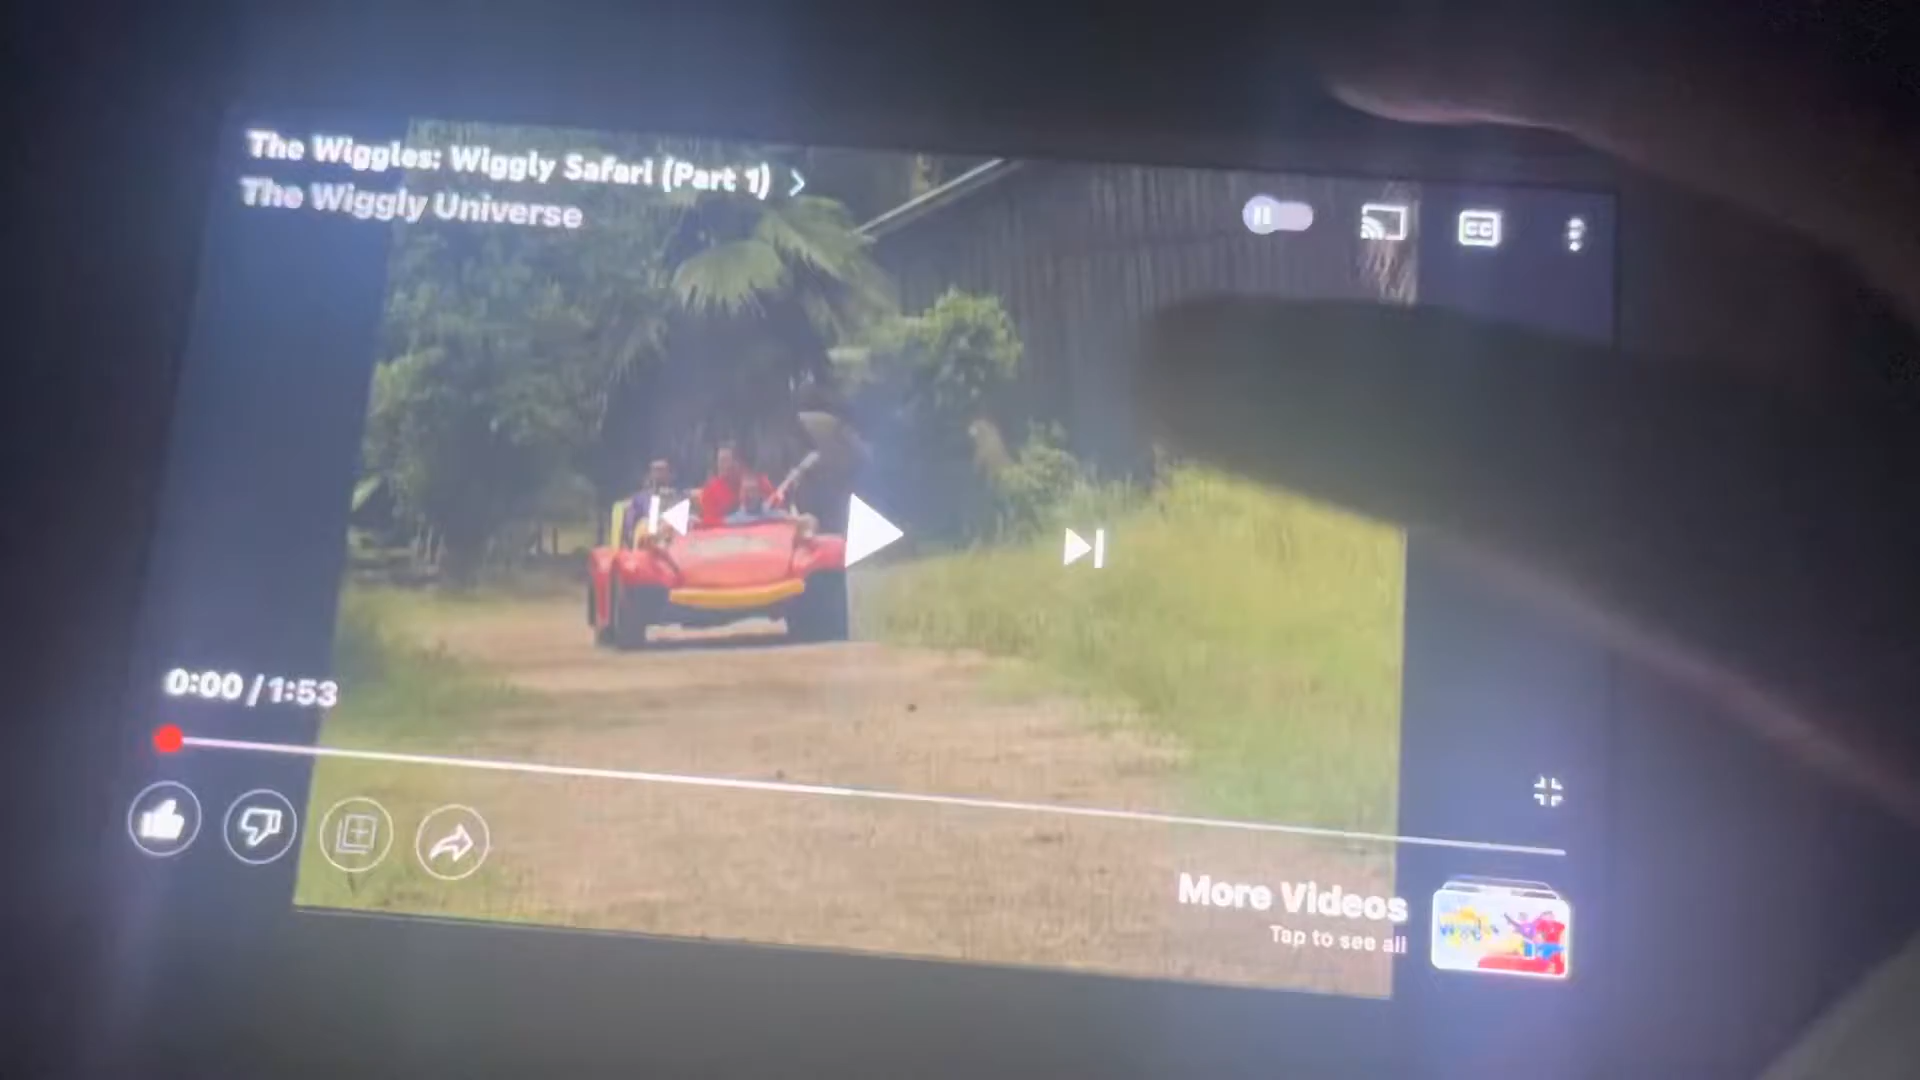 The Wiggles: Wiggly Safari (Part 1)
The Wiggly Universe
CC
0:00 / 1:53
More Videos
Tap to see all